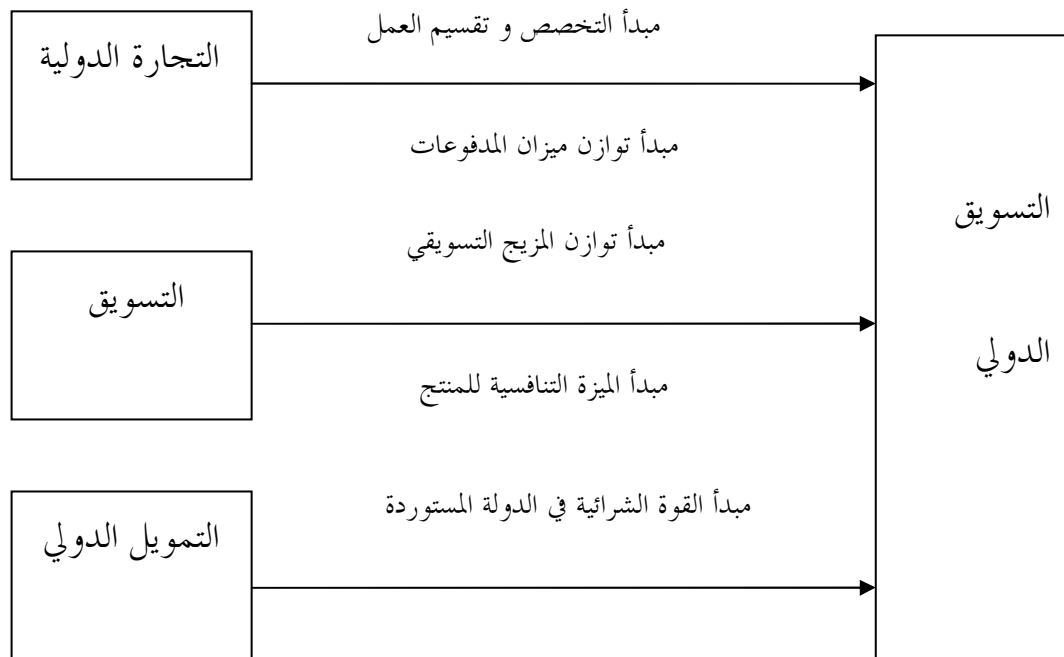 التجارة الدولية
مبدأ التخصص و تقسيم العمل
مبدأ توازن ميزان المدفوعات
التسويق
مبدأ توازن المزيج التسويقي
مبدأ الميزة التنافسية للمنتج
التمويل الدولي
مبدأ القوة الشرائية في الدولة المستوردة
التسويق
الدولي